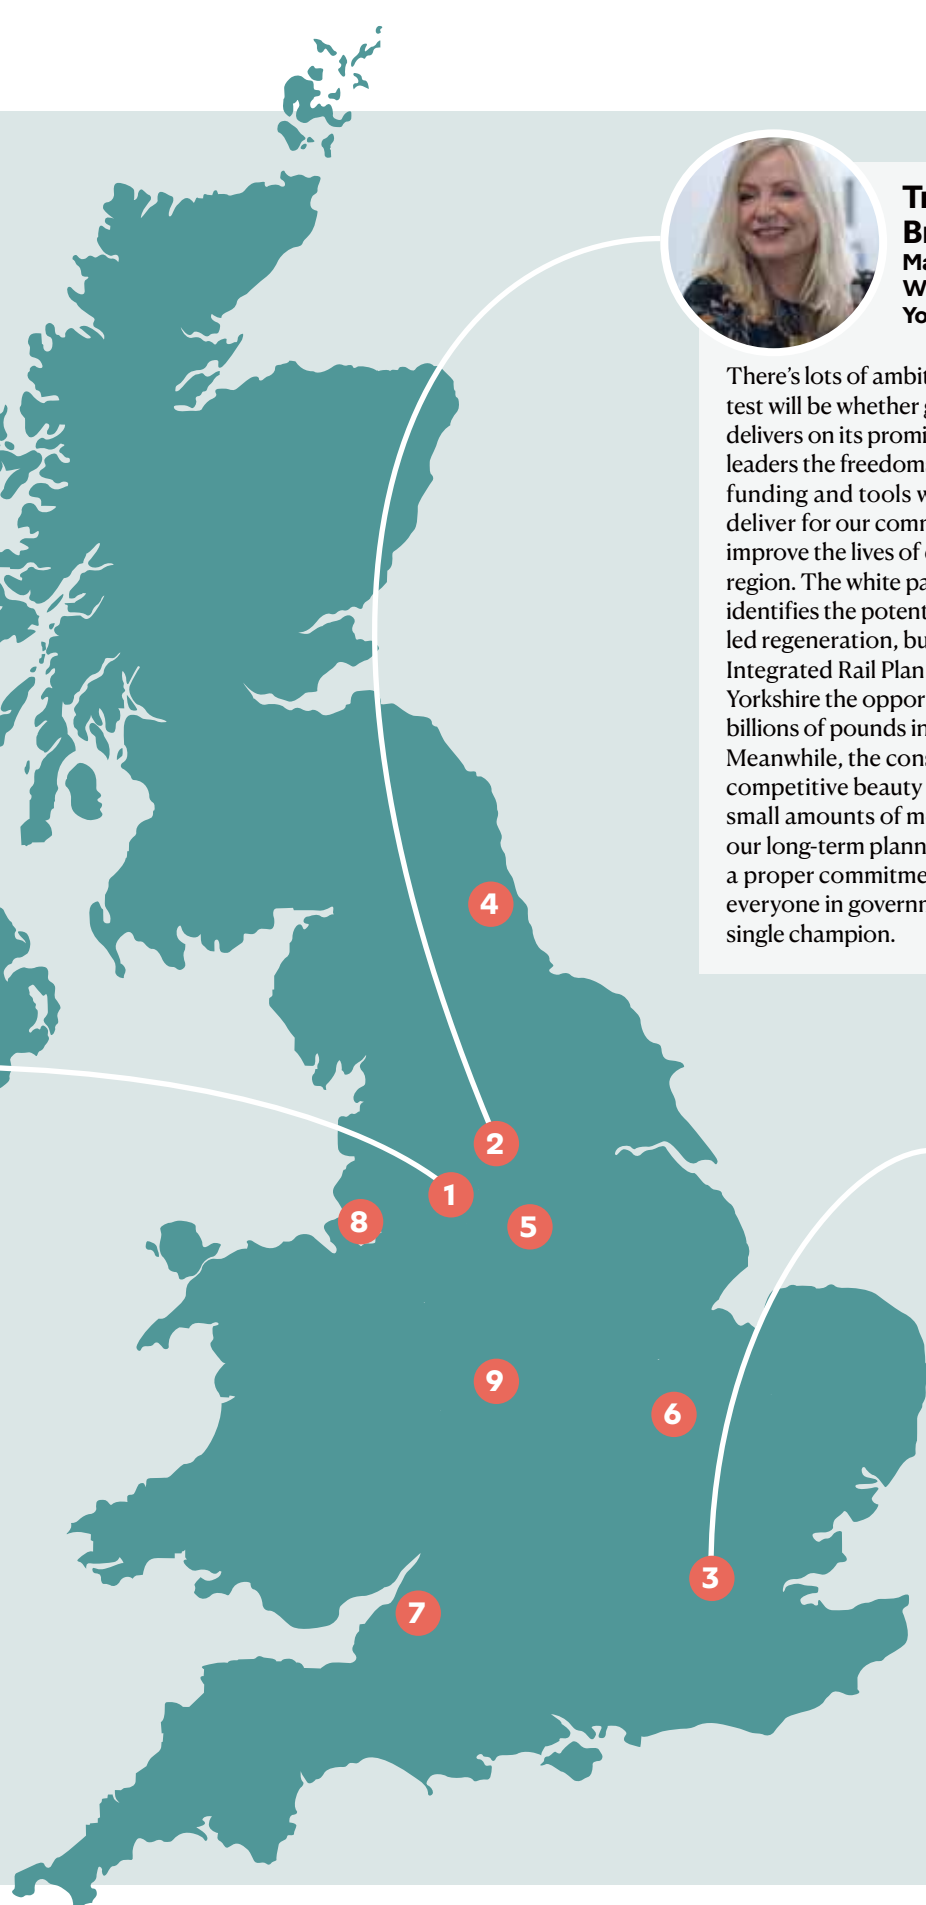 Tr
Br
Ma
W
Yo
There’s lots of ambit
test will be whether g
delivers on its promi
leaders the freedom
funding and tools w
deliver for our comm
improve the lives of
region. The white pa
identifies the potent
led regeneration, bu
Integrated Rail Plan
Yorkshire the oppor
billions of pounds in
Meanwhile, the cons
competitive beauty
small amounts of m
our long-term plann
a proper commitme
everyone in governm
single champion.
4
2
1
8
5
9
6
3
7